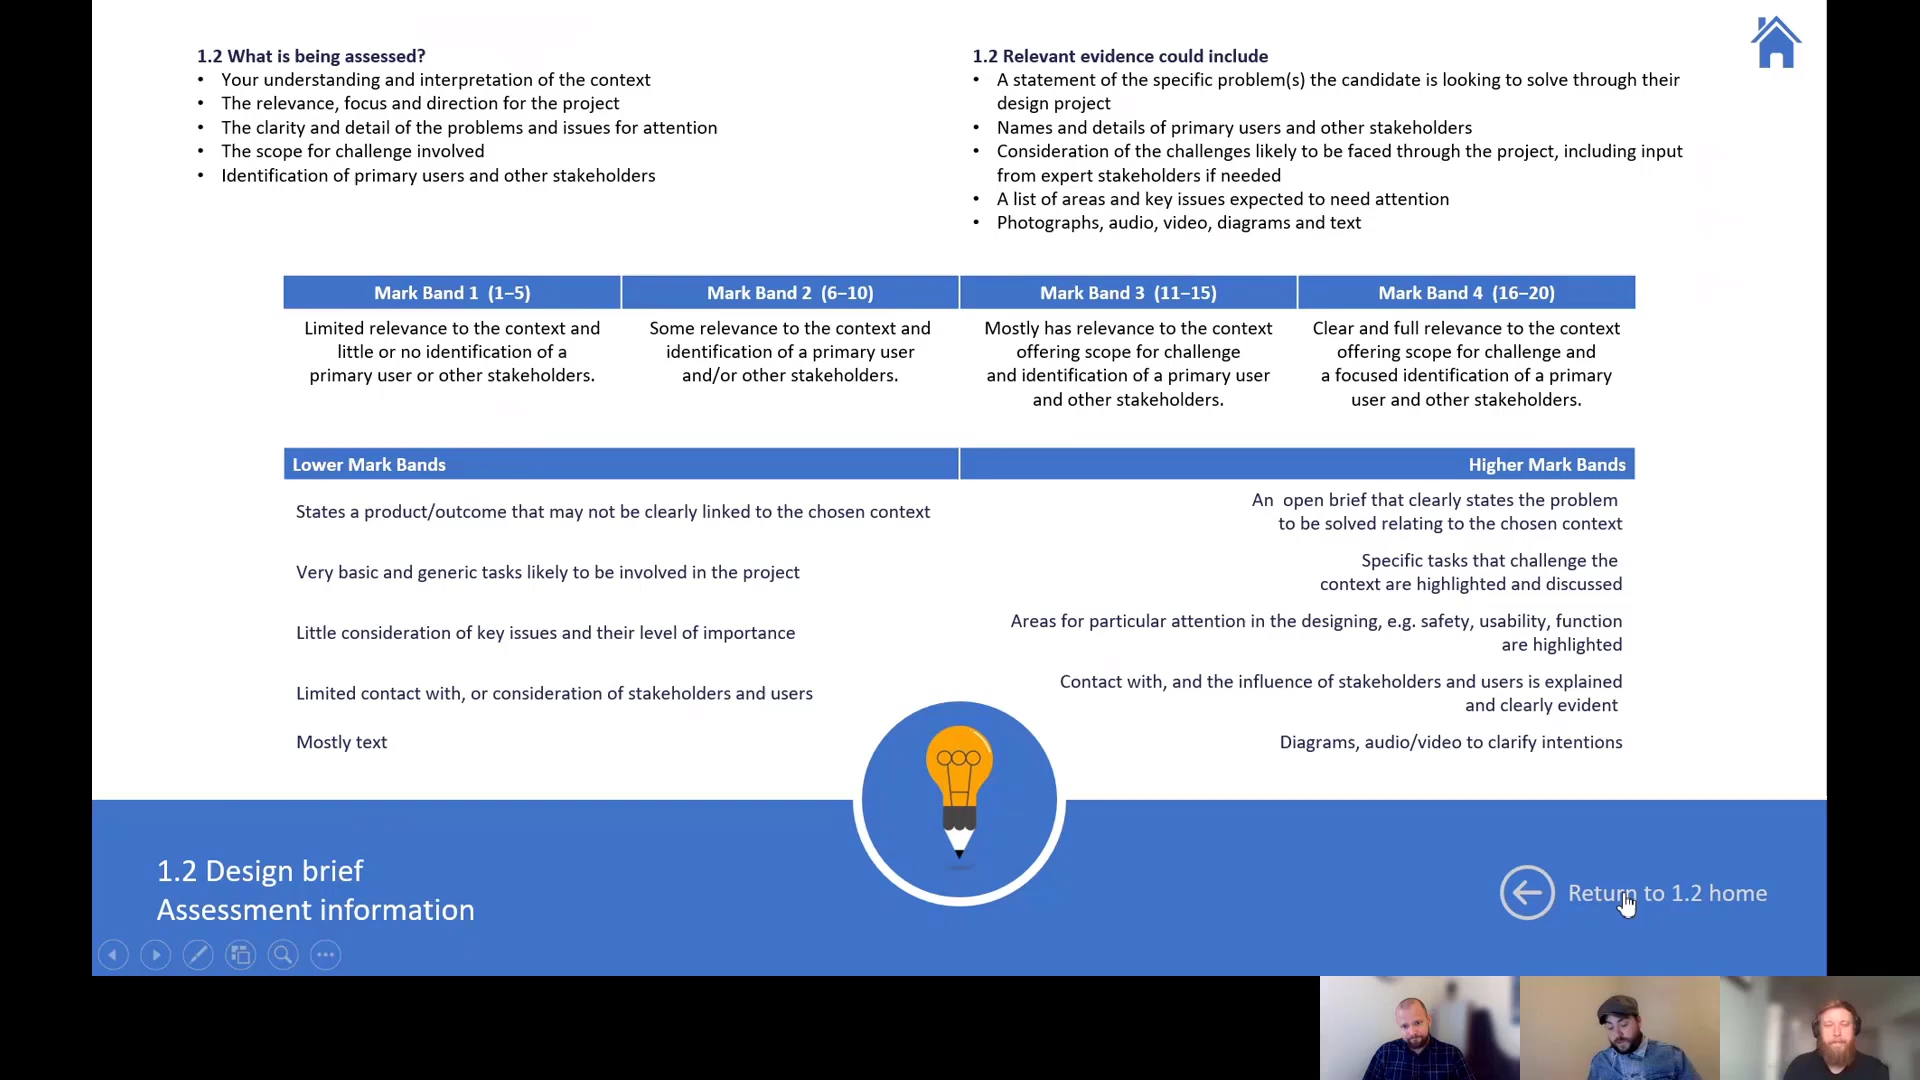 1.2 What is being assessed?
• Your understanding and interpretation of the context
• The relevance, focus and direction for the project
• The clarity and detail of the problems and issues for attention
• The scope for challenge involved
• Identification of primary users and other stakeholders
1.2 Relevant evidence could include
• A statement of the specific problem(s) the candidate is looking to solve through their
design project
• Names and details of primary users and other stakeholders
• Consideration of the challenges likely to be faced through the project, including input
from expert stakeholders if needed
• A list of areas and key issues expected to need attention
• Photographs, audio, video, diagrams and text
Mark Band 1 (1–5)
Limited relevance to the context and
little or no identification of a
primary user or other stakeholders.
Mark Band 2 (6–10)
Some relevance to the context and
identification of a primary user
and/or other stakeholders.
Mark Band 3 (11–15)
Mostly has relevance to the context
offering scope for challenge
and identification of a primary user
and other stakeholders.
Mark Band 4 (16–20)
Clear and full relevance to the context
offering scope for challenge and
a focused identification of a primary
user and other stakeholders.
Lower Mark Bands
Higher Mark Bands
States a product/outcome that may not be clearly linked to the chosen context
An open brief that clearly states the problem
to be solved relating to the chosen context
Very basic and generic tasks likely to be involved in the project
Specific tasks that challenge the
context are highlighted and discussed
Little consideration of key issues and their level of importance
Areas for particular attention in the designing, e.g. safety, usability, function
are highlighted
Limited contact with, or consideration of stakeholders and users
Contact with, and the influence of stakeholders and users is explained
and clearly evident
Mostly text
Diagrams, audio/video to clarify intentions
1.2 Design brief
Assessment information
Return to 1.2 home